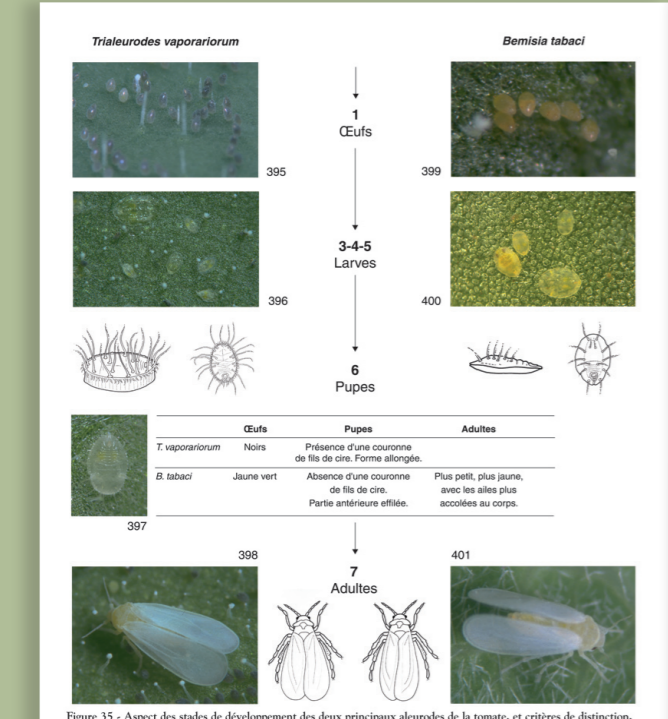 Trialeurodes vaporariorum
Bemisia tabaci
1
Œufs
395
399
3-4-5
Larves
396
400
6
Pupes
Œufs Pupes Adultes
T. vaporariorum Noirs Présence d'une couronne
de fils de cire. Forme allongée.
B. tabaci Jaune vert Absence d'une couronne Plus petit, plus jaune,
de fils de cire. avec les ailes plus
Partie antérieure effilée. accolées au corps.
397
398
401
7
Adultes
Figure 35 - Aspect des stades de développement des deux principaux aleurodes de la tomate, et critères de distinction.